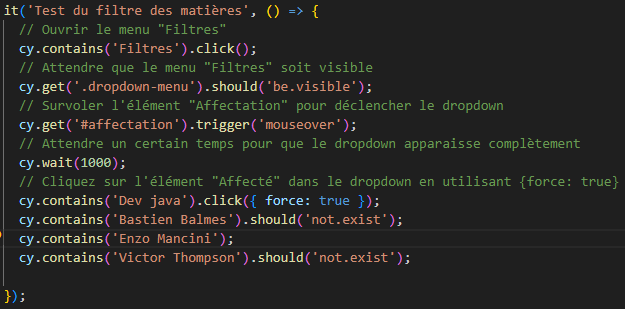 it('Test du filtre des matières', () => {
// Ouvrir le menu "Filtres"
cy.contains('Filtres').click();
// Attendre que le menu "Filtres" soit visible
cy.get('.dropdown-menu').should('be.visible');
// Survoler l'élément "Affectation" pour déclencher le dropdown
cy.get('#affectation').trigger('mouseover');
// Attendre un certain temps pour que le dropdown apparaisse complètement
cy.wait(1000);
// Cliquez sur l'élément "Affecté" dans le dropdown en utilisant {force: true}
cy.contains('Dev java').click({ force: true });
cy.contains('Bastien Balmes').should('not.exist');
cy.contains('Enzo Mancini');
cy.contains('Victor Thompson').should('not.exist');
});